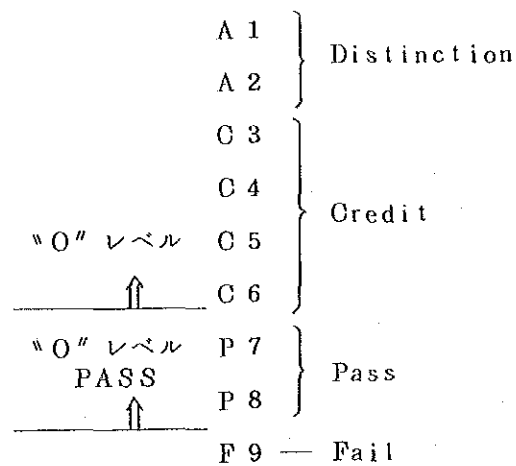 A 1
A 2
Distinction
C 3
C 4
C 5
C 6
Credit
"O" レベル
"O" レベル
PASS
P 7
P 8
Pass
F 9 — Fail